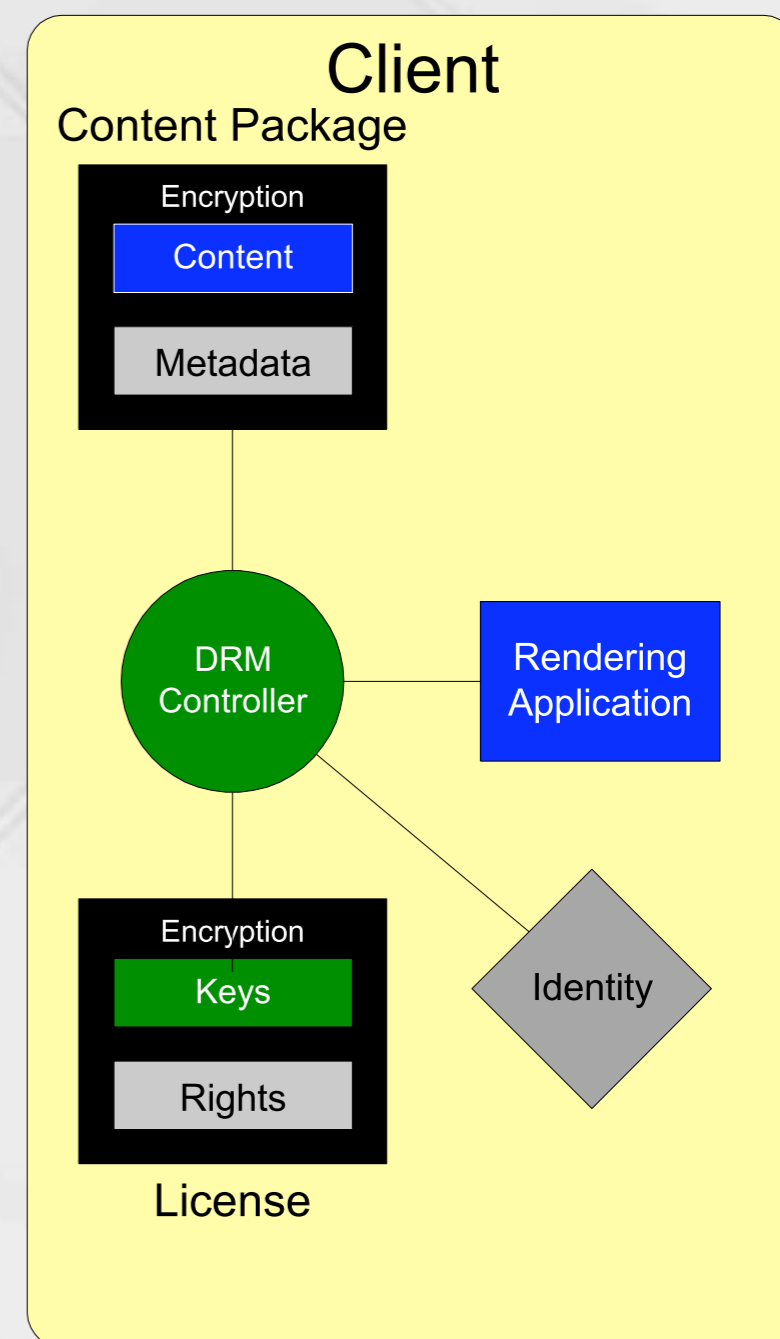 Client
Content Package
Encryption
Content
Metadata
DRM
Controller
Rendering
Application
Encryption
Keys
Rights
Identity
License